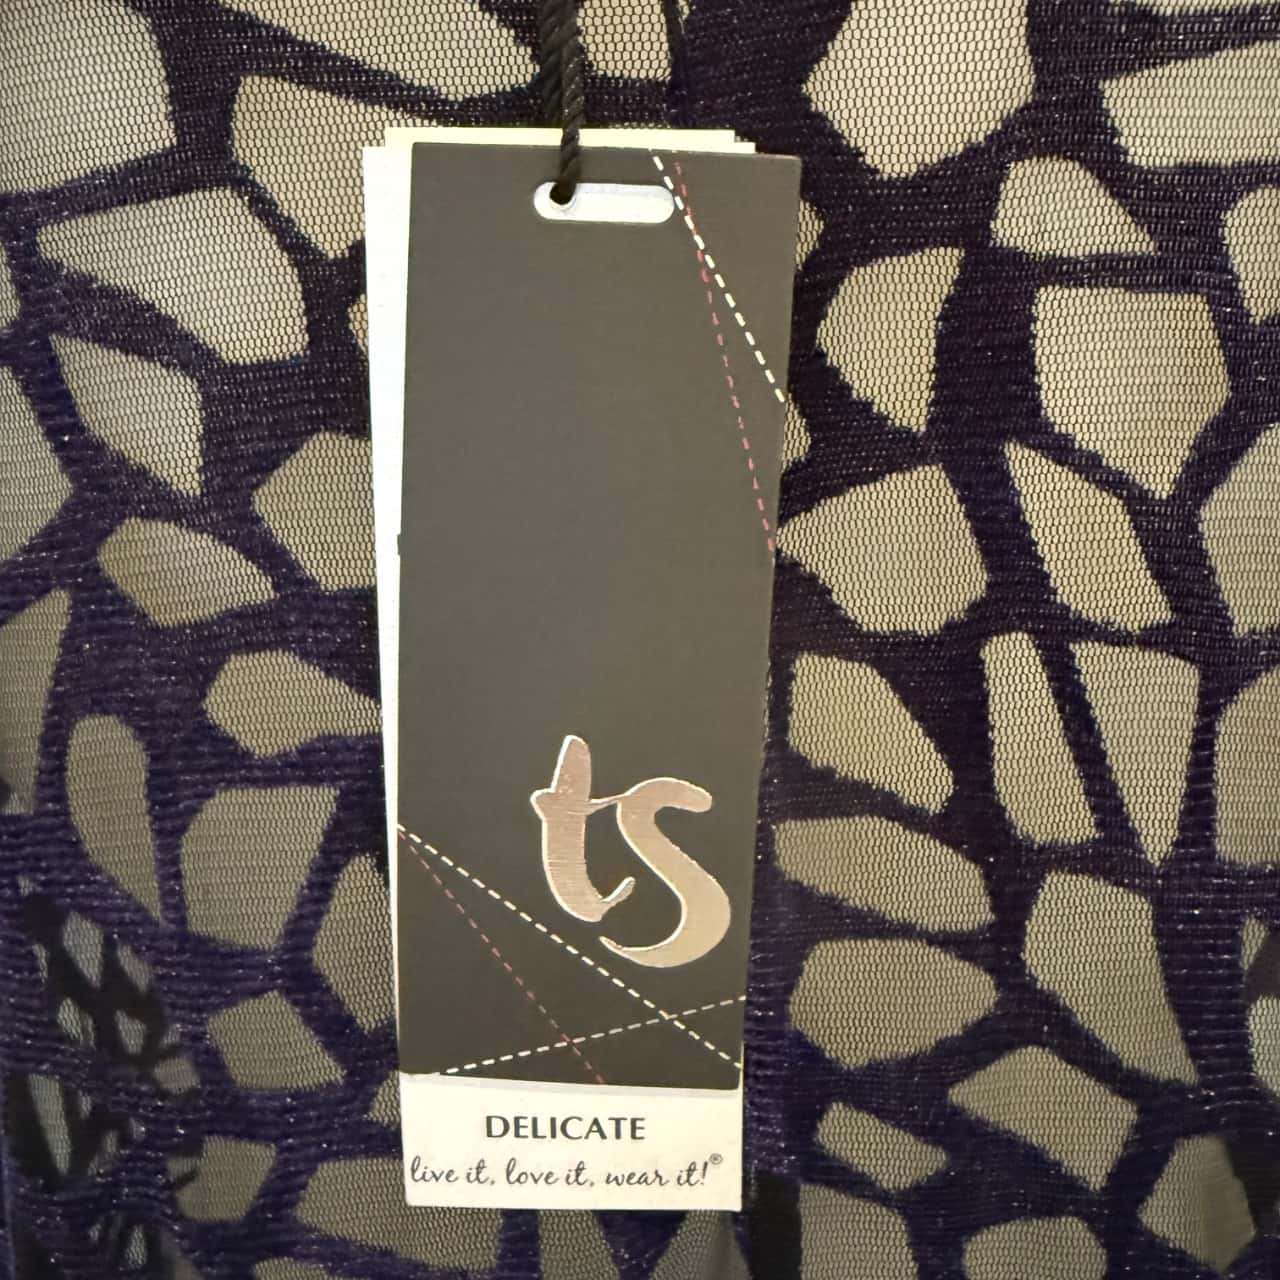 ts
DELICATE
live it, love it, wear it!®